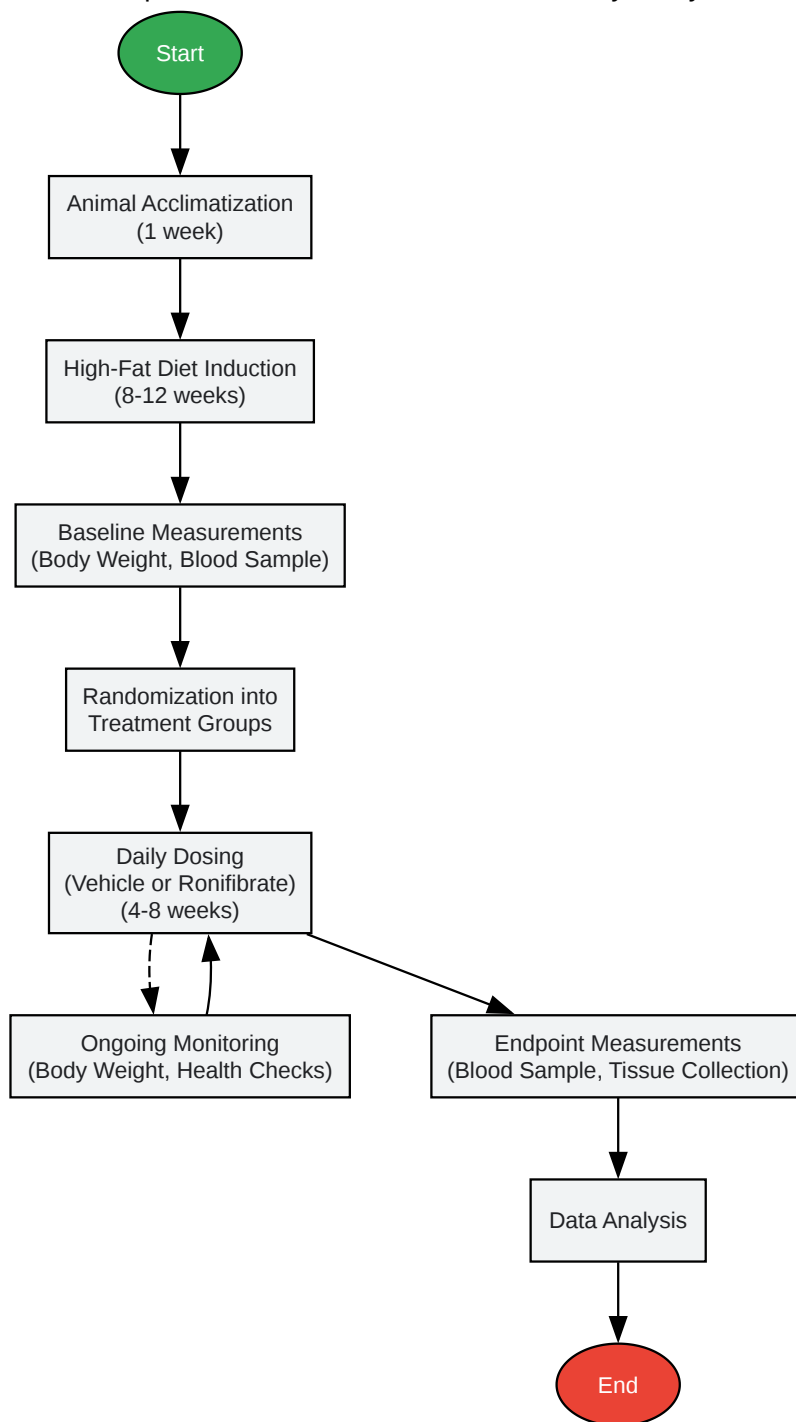 Start
Animal Acclimatization
(1 week)
High-Fat Diet Induction
(8-12 weeks)
Baseline Measurements
(Body Weight, Blood Sample)
Randomization into
Treatment Groups
Daily Dosing
(Vehicle or Ronifibrate)
(4-8 weeks)
Ongoing Monitoring
(Body Weight, Health Checks)
Endpoint Measurements
(Blood Sample, Tissue Collection)
Data Analysis
End